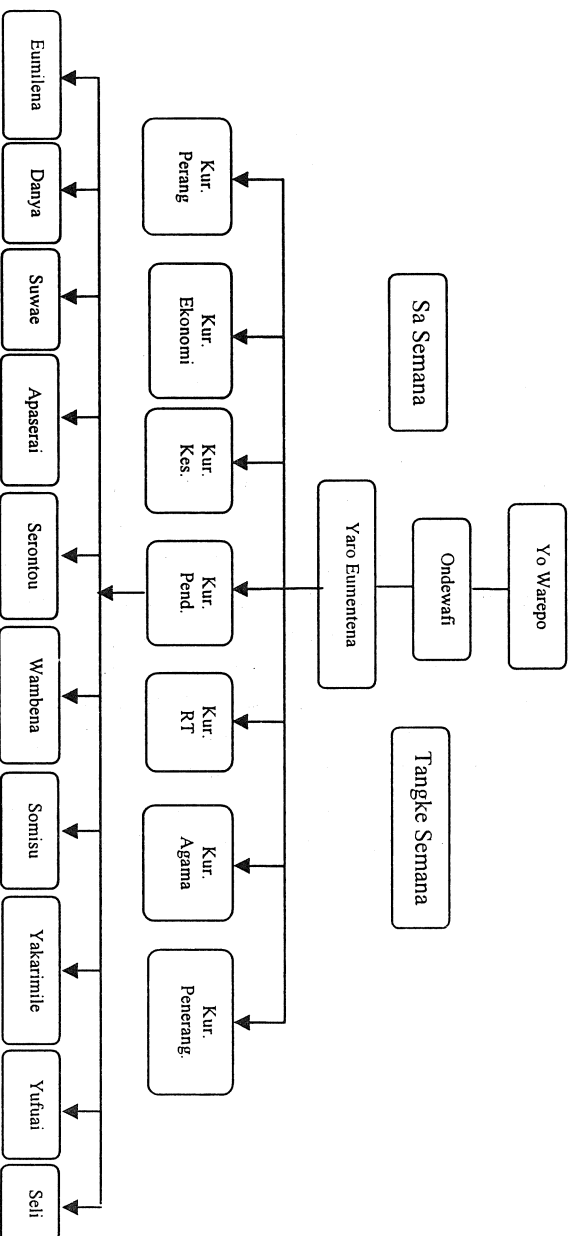 Yo Warepo
Sa Semana
Ondewafi
Tangke Semana
Yaro Eumentena
Kur.
Perang
Kur.
Ekonomi
Kur.
Kes.
Kur.
Pend.
Kur.
RT
Kur.
Agama
Kur.
Penerang.
Eumilena
Danya
Suwae
Apaserai
Serontou
Wambena
Somisu
Yakarimile
Yufuai
Seli